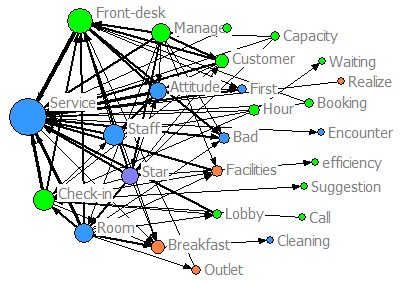 Front-desk
Manage
Capacity
Customer
Waiting
Realize
Attitude
First
Service
Hour
Booking
Staff
Bad
Encounter
Star
Facilities
efficiency
Suggestion
Check-in
Lobby
Call
Room
Breakfast
Cleaning
Outlet